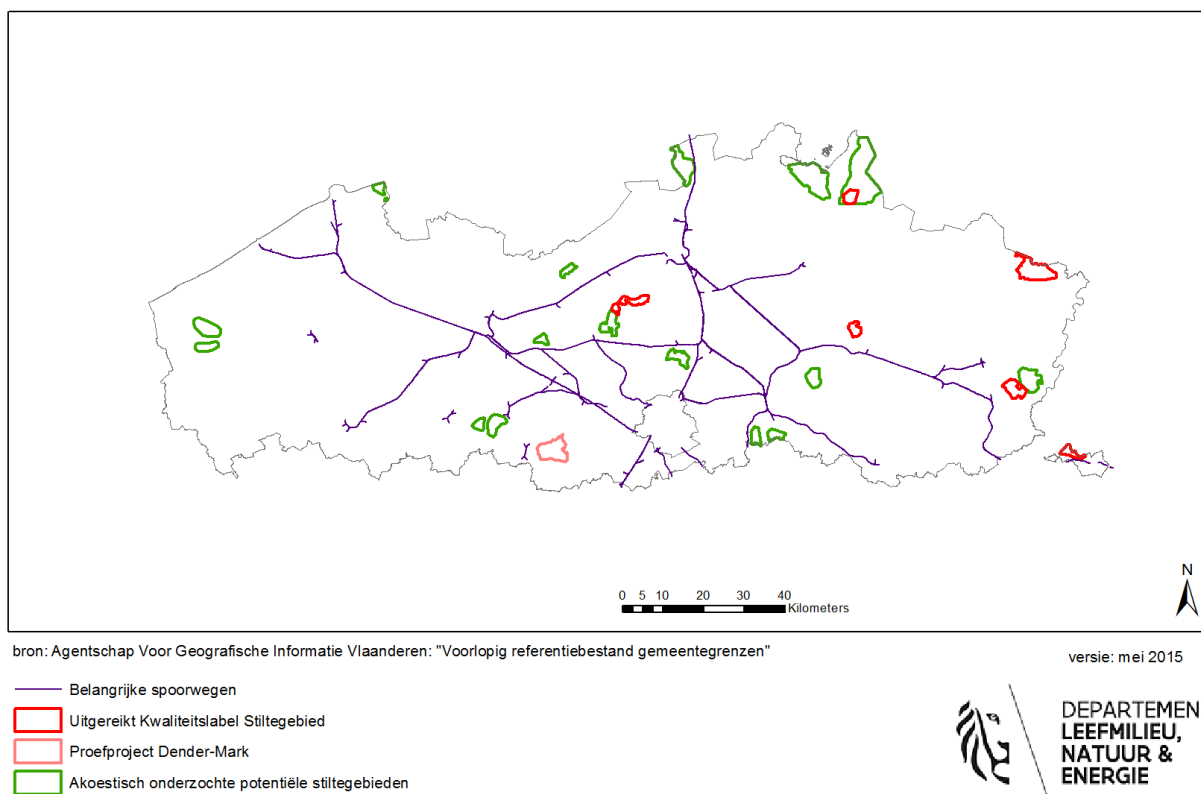 N
0 5 10 20 30 40
Kilometers
bron: Agentschap Voor Geografische Informatie Vlaanderen: "Voorlopig referentiebestand gemeentegrenzen"
versie: mei 2015
Belangrijke spoorwegen
Uitgereikt Kwaliteitslabel Stiltegebied
Proefproject Dender-Mark
Akoestisch onderzochte potentiële stiltegebieden
DEPARTEMEN
LEEFMILIEU,
NATUUR &
ENERGIE